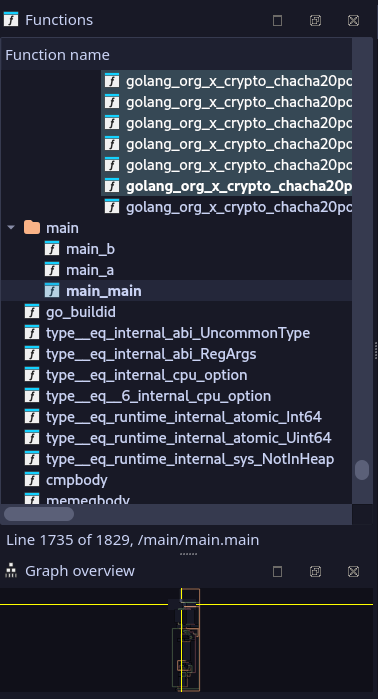 Functions
Function name
golang_org_x_crypto_chacha20pc
golang_org_x_crypto_chacha20pc
golang_org_x_crypto_chacha20pc
golang_org_x_crypto_chacha20pc
golang_org_x_crypto_chacha20pc
golang_org_x_crypto_chacha20p
golang_org_x_crypto_chacha20pc
main
main_b
main_a
main_main
go_buildid
type__eq_internal_abi_UncommonType
type__eq_internal_abi_RegArgs
type__eq_internal_cpu_option
type__eq__6_internal_cpu_option
type__eq_runtime_internal_atomic_Int64
type__eq_runtime_internal_atomic_Uint64
type__eq_runtime_internal_sys_NotInHeap
cmpbody
memeqbody
Line 1735 of 1829, /main/main.main
Graph overview